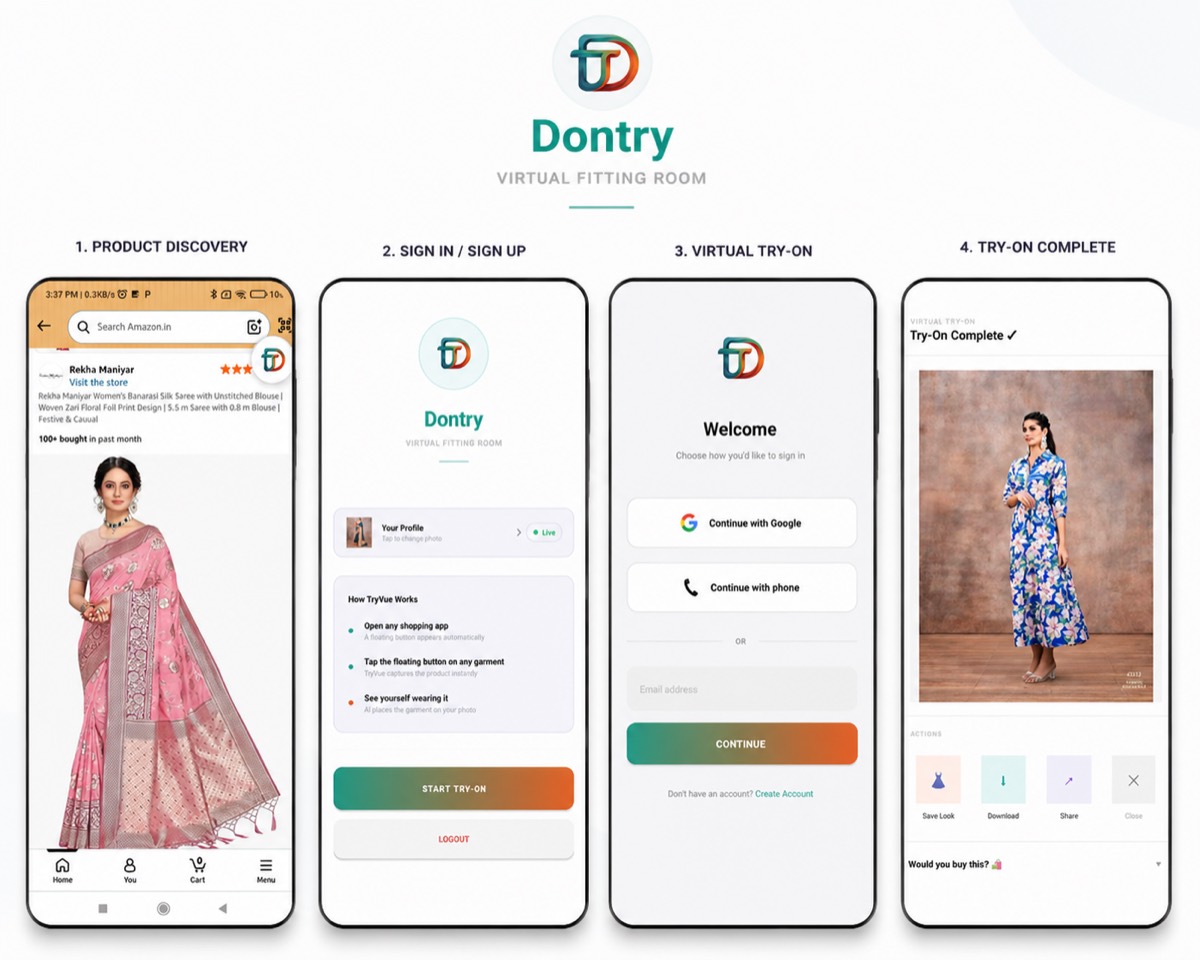 Dontry
VIRTUAL FITTING ROOM
1. PRODUCT DISCOVERY
3:37 PM | 0.3KB/s P
10%
Search Amazon.in
Rekha Maniyar
Visit the store
Rekha Maniyar Women's Banarasi Silk Saree with Unstitched Blouse |
Woven Zari Floral Foil Print Design | 5.5 m Saree with 0.8 m Blouse |
Festive & Cauual
100+ bought in past month
Home
You
0
Cart
Menu
2. SIGN IN / SIGN UP
Dontry
VIRTUAL FITTING ROOM
Your Profile
Tap to change photo
Live
How TryVue Works
Open any shopping app
A floating button appears automatically
Tap the floating button on any garment
TryVue captures the product instantly
See yourself wearing it
AI places the garment on your photo
START TRY-ON
LOGOUT
3. VIRTUAL TRY-ON
Welcome
Choose how you'd like to sign in
Continue with Google
Continue with phone
OR
Email address
CONTINUE
Don't have an account? Create Account
4. TRY-ON COMPLETE
VIRTUAL TRY-ON
Try-On Complete ✓
ACTIONS
Save Look
Download
Share
Close
Would you buy this?